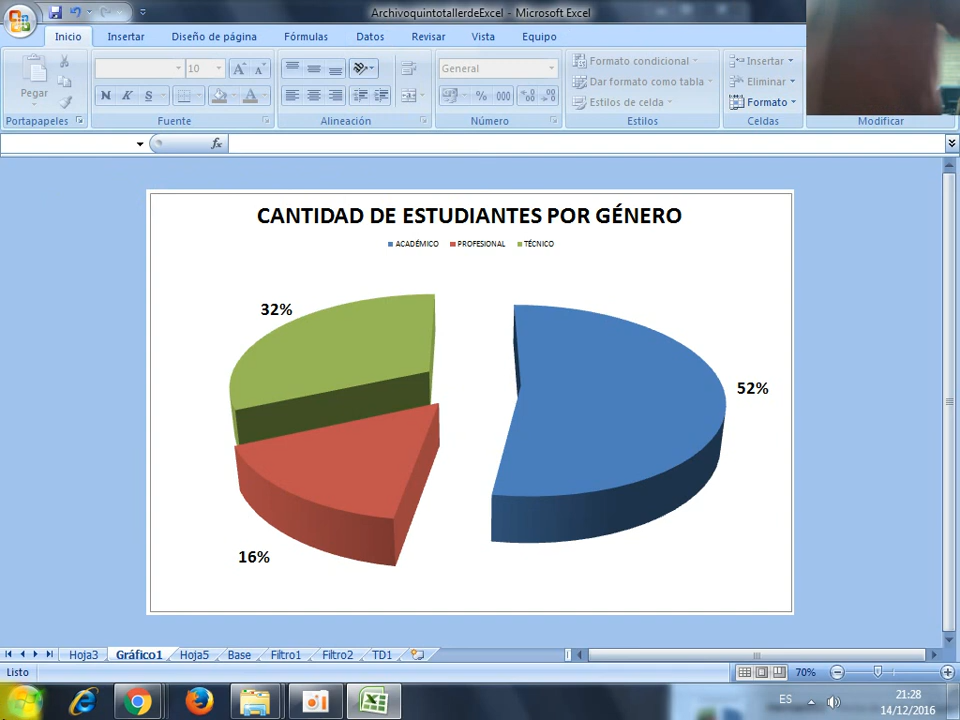 ArchivoquintotallerdeExcel - Microsoft Excel
Inicio Insertar Diseño de página Fórmulas Datos Revisar Vista Equipo
Pegar
10 A A
N K S A
General
% 000
Formato condicional
Dar formato como tabla
Estilos de celda
Insertar
Eliminar
Formato
Portapapeles Fuente Alineación Número Estilos Celdas Modificar
fx
CANTIDAD DE ESTUDIANTES POR GÉNERO
ACADÉMICO PROFESIONAL TÉCNICO
32%
52%
16%
Hoja3 Gráfico1 Hoja5 Base Filtro1 Filtro2 TD1
Listo 70%
ES 21:28
14/12/2016